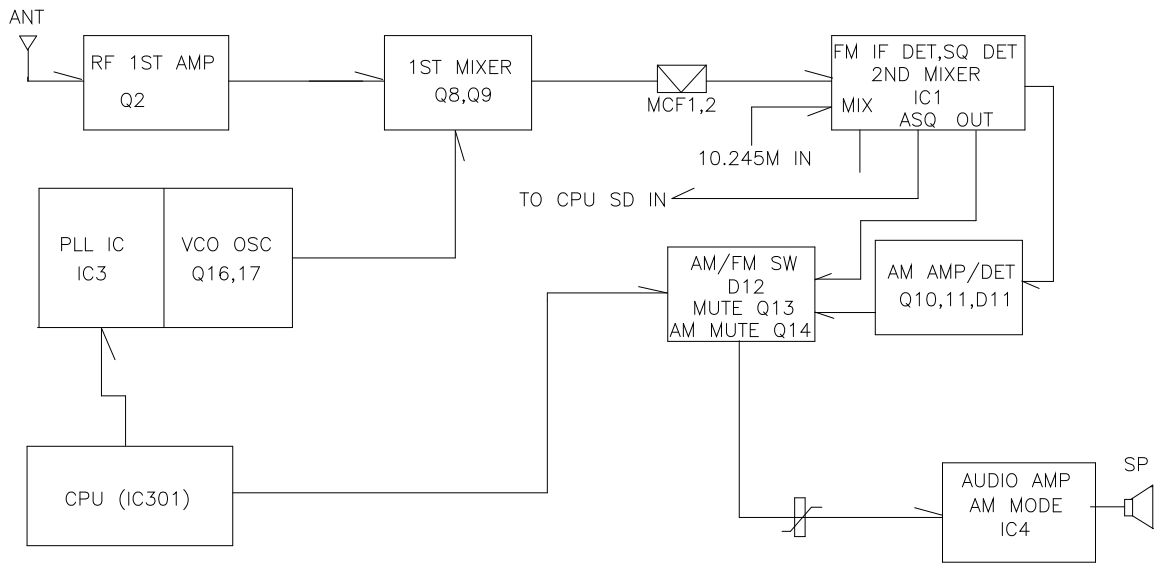 ANT
RF 1ST AMP
Q2
1ST MIXER
Q8,Q9
MCF1,2
FM IF DET,SQ DET
2ND MIXER
IC1
MIX
ASQ OUT
10.245M IN
TO CPU SD IN
PLL IC
IC3
VCO OSC
Q16,17
AM/FM SW
D12
MUTE Q13
AM MUTE Q14
AM AMP/DET
Q10,11,D11
CPU (IC301)
AUDIO AMP
AM MODE
IC4
SP